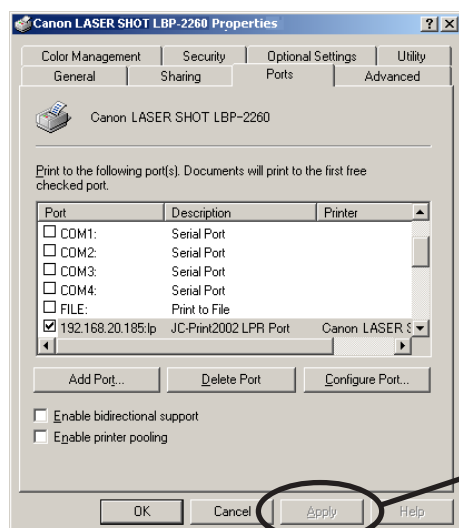 Canon LASER SHOT LBP-2260 Properties
? X
Color Management Security Optional Settings Utility
General Sharing Ports Advanced
Canon LASER SHOT LBP-2260
Print to the following port(s). Documents will print to the first free
checked port.
Port Description Printer
COM1: Serial Port
COM2: Serial Port
COM3: Serial Port
COM4: Serial Port
FILE: Print to File
192.168.20.185:lp JC-Print2002 LPR Port Canon LASER S
Add Port... Delete Port Configure Port...
Enable bidirectional support
Enable printer pooling
OK Cancel Apply Help